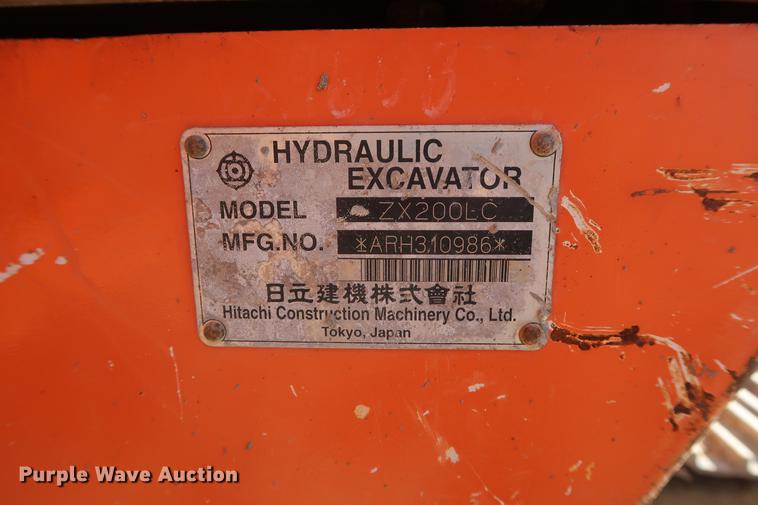 HYDRAULIC
EXCAVATOR
MODEL ZX200LC
MFG.NO. *ARH310986*
日立建機株式會社
Hitachi Construction Machinery Co., Ltd.
Tokyo, Japan
Purple Wave Auction